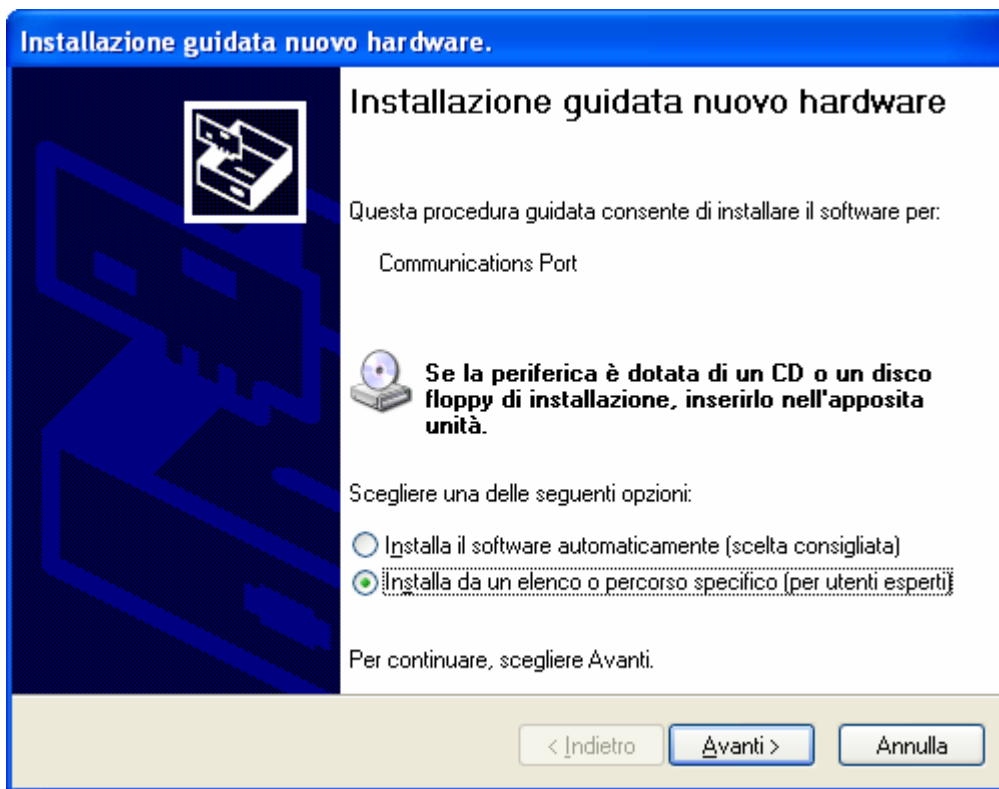 Installazione guidata nuovo hardware.
Installazione guidata nuovo hardware
Questa procedura guidata consente di installare il software per:
Communications Port
Se la periferica è dotata di un CD o un disco
floppy di installazione, inserirlo nell'apposita
unità.
Scegliere una delle seguenti opzioni:
Installa il software automaticamente (scelta consigliata)
Installa da un elenco o percorso specifico (per utenti esperti)
Per continuare, scegliere Avanti.
< Indietro Avanti > Annulla